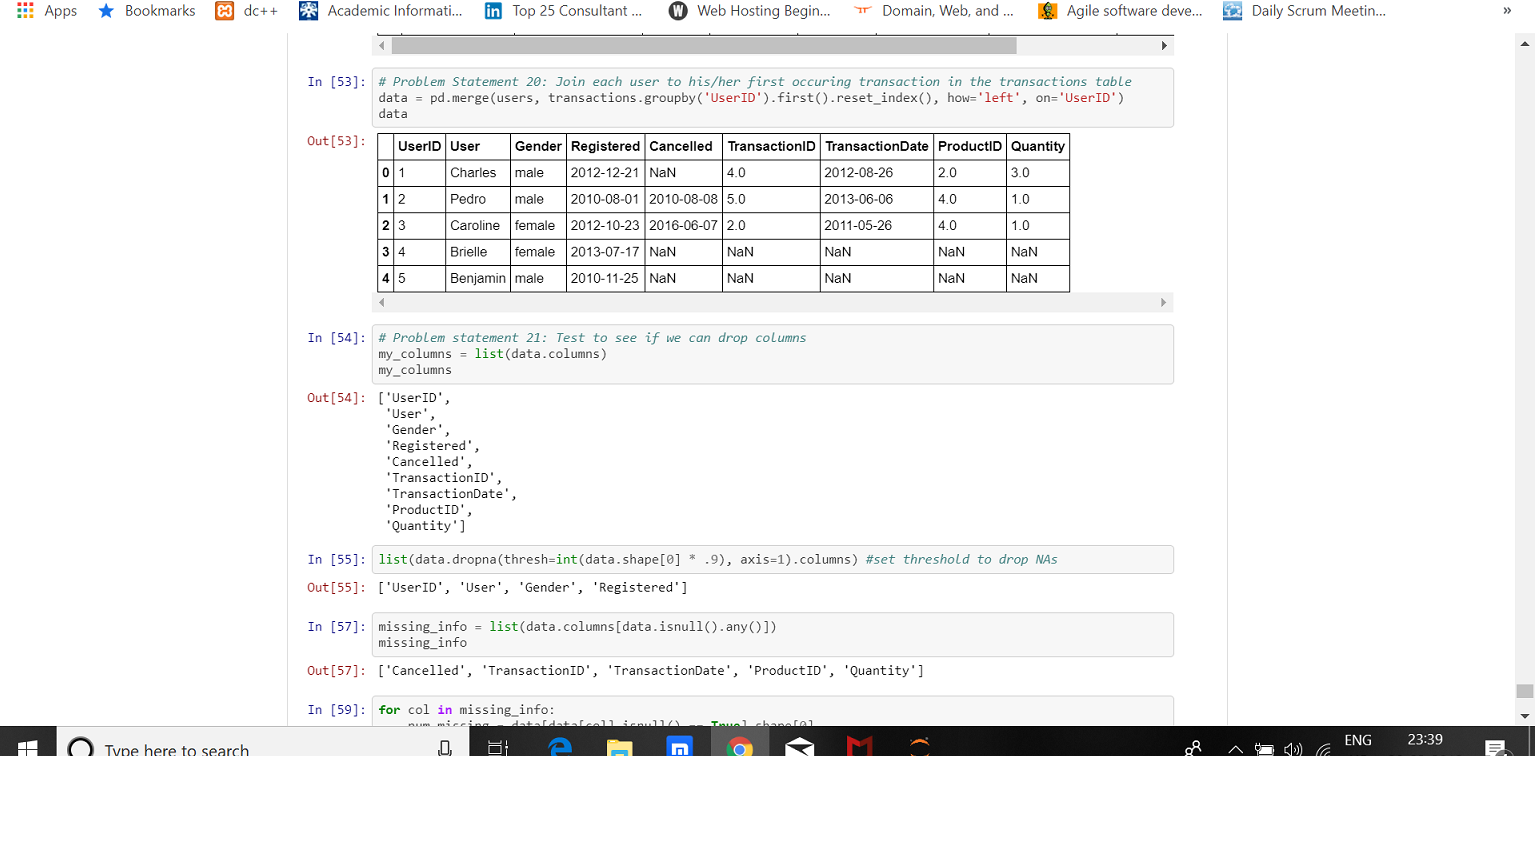 Apps Bookmarks dc++ Academic Informati... Top 25 Consultant ... Web Hosting Begin... Domain, Web, and ... Agile software deve... Daily Scrum Meetin... »
In [53]: # Problem Statement 20: Join each user to his/her first occuring transaction in the transactions table
data = pd.merge(users, transactions.groupby('UserID').first().reset_index(), how='left', on='UserID')
data
Out[53]:
UserID User Gender Registered Cancelled TransactionID TransactionDate ProductID Quantity
0 1 Charles male 2012-12-21 NaN 4.0 2012-08-26 2.0 3.0
1 2 Pedro male 2010-08-01 2010-08-08 5.0 2013-06-06 4.0 1.0
2 3 Caroline female 2012-10-23 2016-06-07 2.0 2011-05-26 4.0 1.0
3 4 Brielle female 2013-07-17 NaN NaN NaN NaN NaN
4 5 Benjamin male 2010-11-25 NaN NaN NaN NaN NaN
In [54]: # Problem statement 21: Test to see if we can drop columns
my_columns = list(data.columns)
my_columns
Out[54]: ['UserID',
'User',
'Gender',
'Registered',
'Cancelled',
'TransactionID',
'TransactionDate',
'ProductID',
'Quantity']
In [55]: list(data.dropna(thresh=int(data.shape[0] * .9), axis=1).columns) #set threshold to drop NAs
Out[55]: ['UserID', 'User', 'Gender', 'Registered']
In [57]: missing_info = list(data.columns[data.isnull().any()])
missing_info
Out[57]: ['Cancelled', 'TransactionID', 'TransactionDate', 'ProductID', 'Quantity']
In [59]: for col in missing_info:
num_missing = data[data[col].isnull() == True].shape[0]
Type here to search ENG 23:39